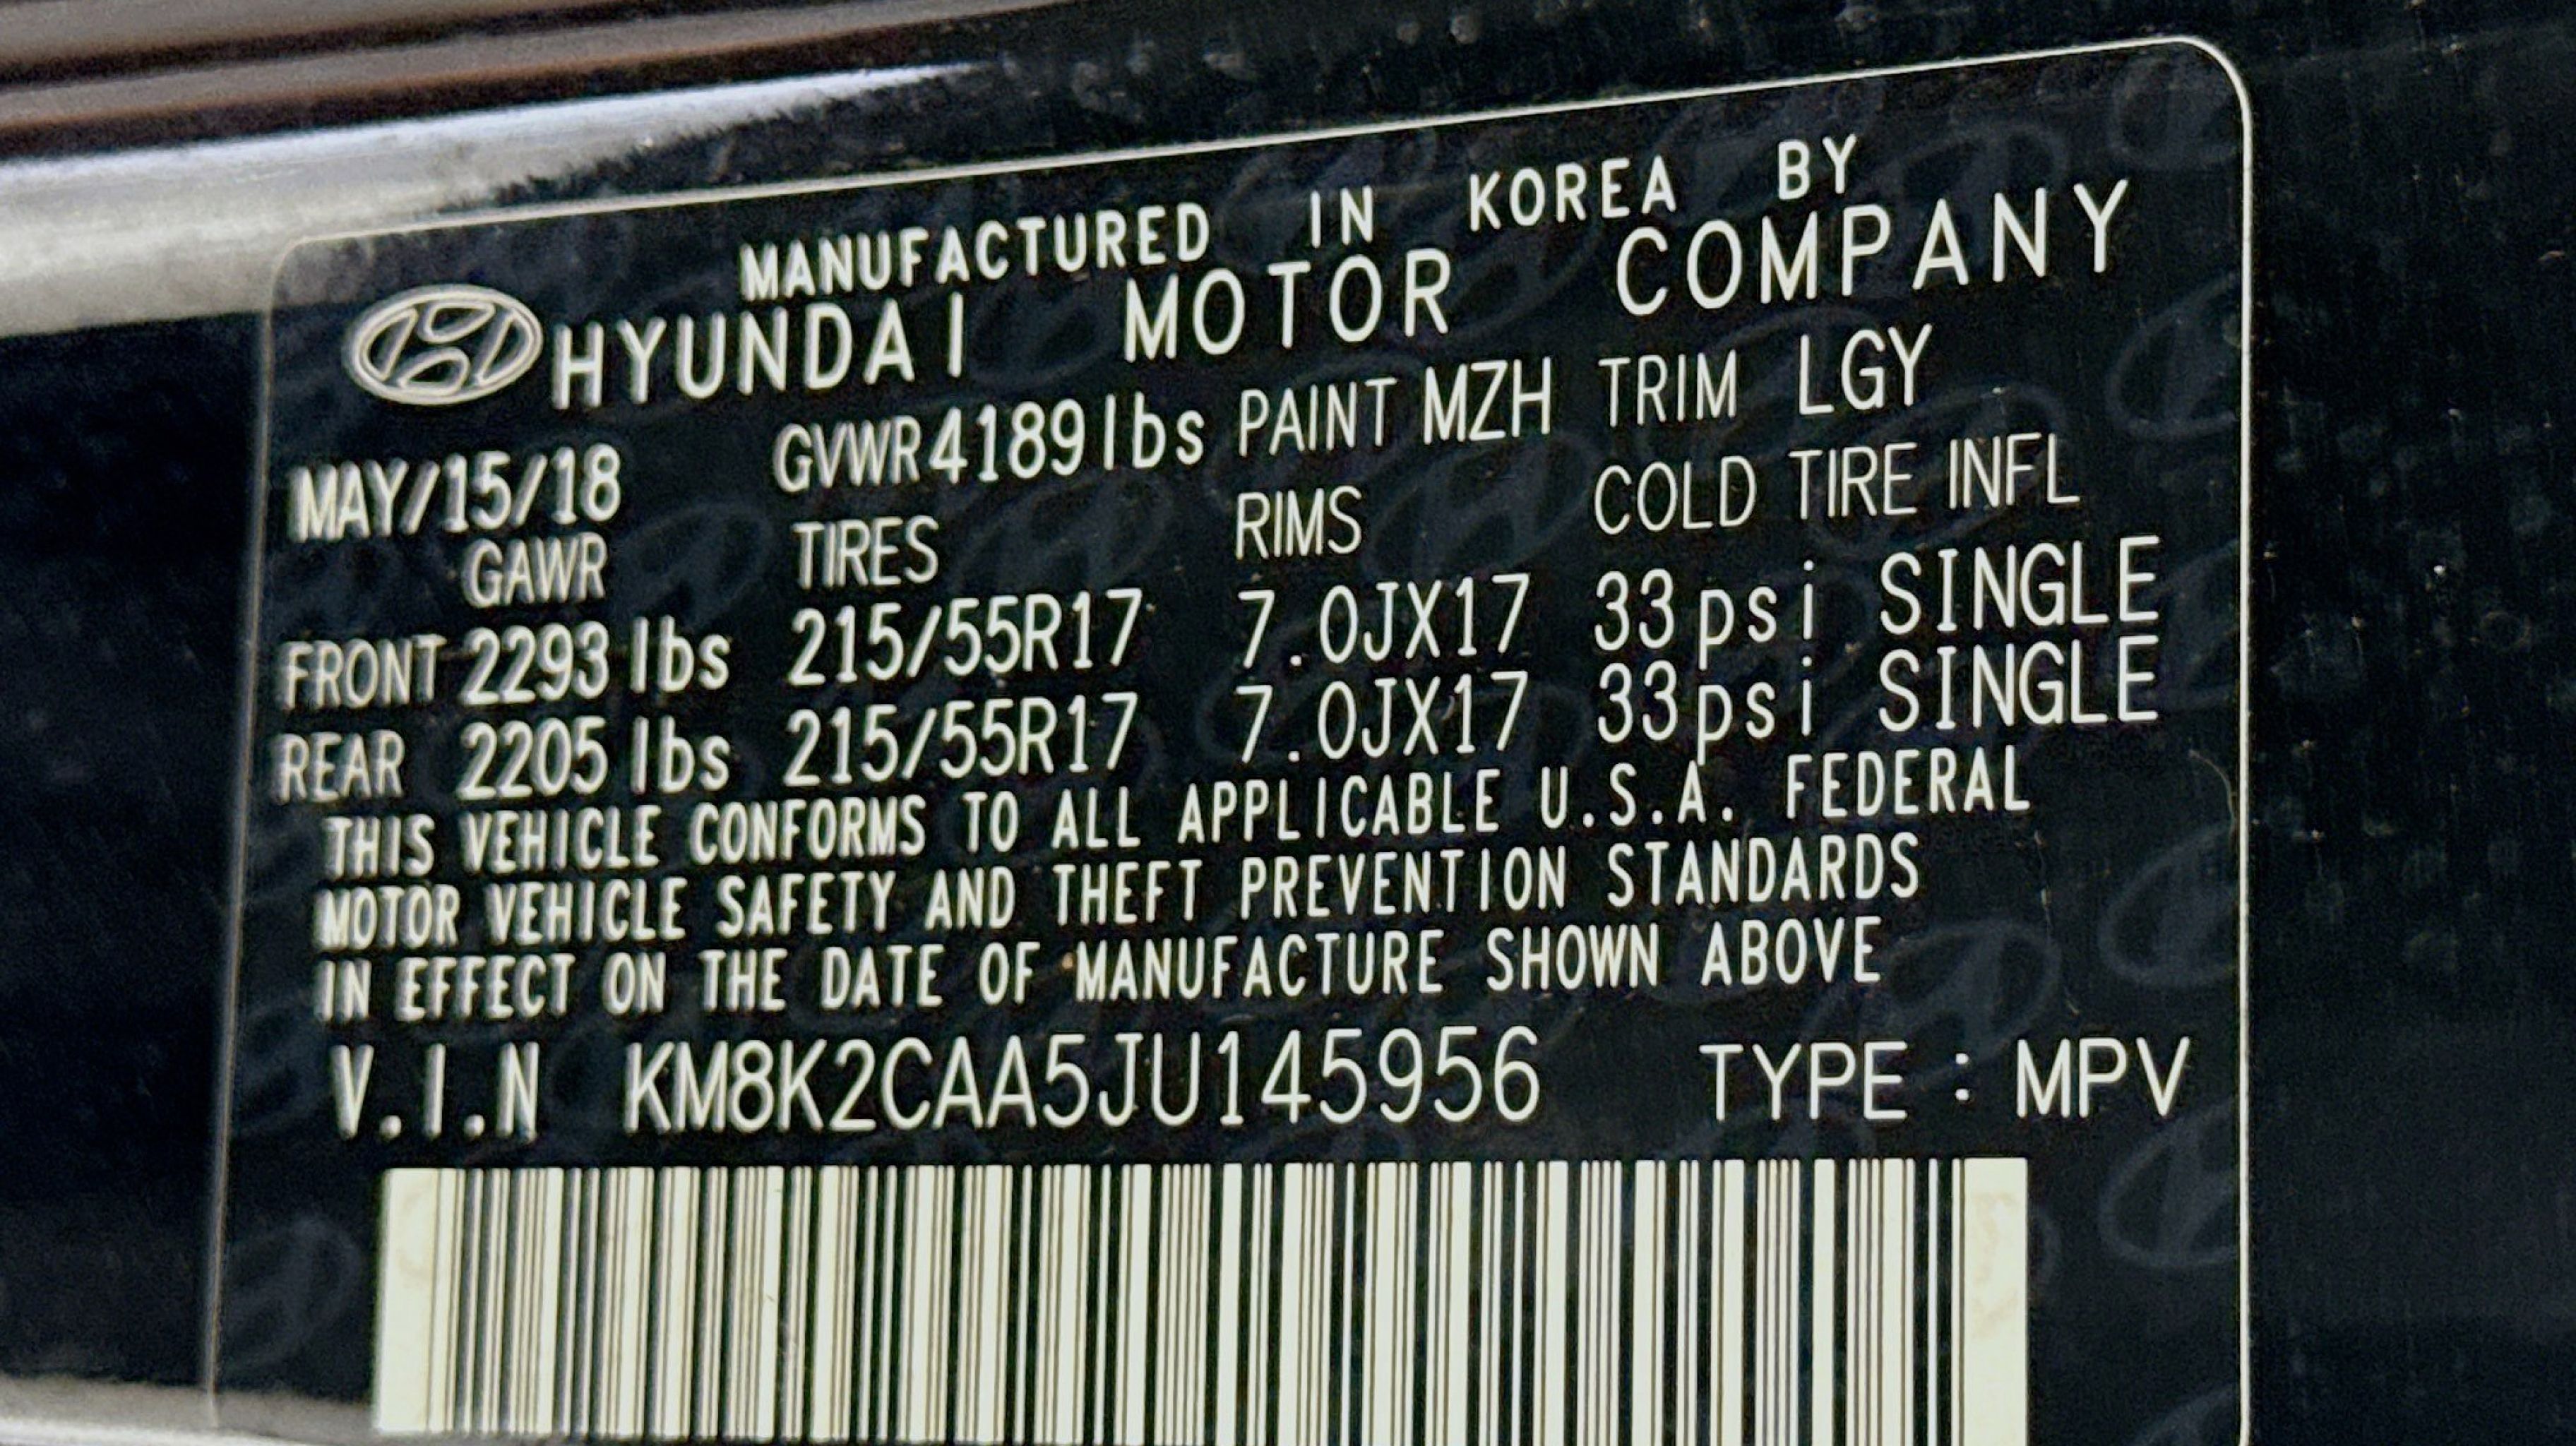 MANUFACTURED IN KOREA BY
HYUNDAI MOTOR COMPANY
MAY/15/18 GVWR 4189 lbs PAINT MZH TRIM LGY
GAWR TIRES RIMS COLD TIRE INFL
FRONT 2293 lbs 215/55R17 7.0JX17 33 psi SINGLE
REAR 2205 lbs 215/55R17 7.0JX17 33 psi SINGLE
THIS VEHICLE CONFORMS TO ALL APPLICABLE U.S.A. FEDERAL
MOTOR VEHICLE SAFETY AND THEFT PREVENTION STANDARDS
IN EFFECT ON THE DATE OF MANUFACTURE SHOWN ABOVE
V.I.N KM8K2CAA5JU145956 TYPE : MPV